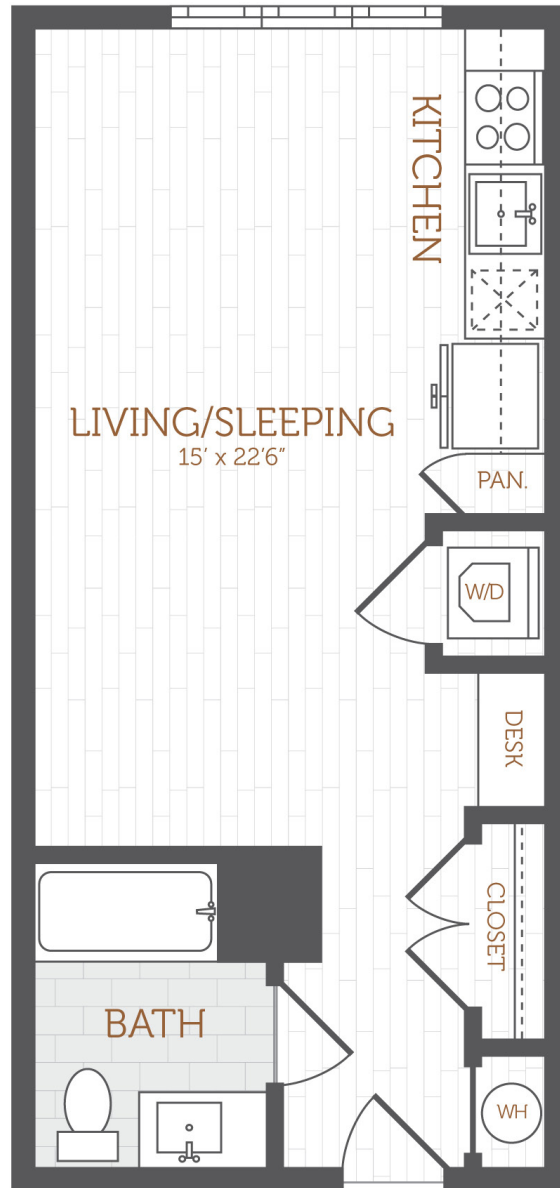 KITCHEN
LIVING/SLEEPING
15' x 22'6"
PAN.
W/D
DESK
CLOSET
BATH
WH